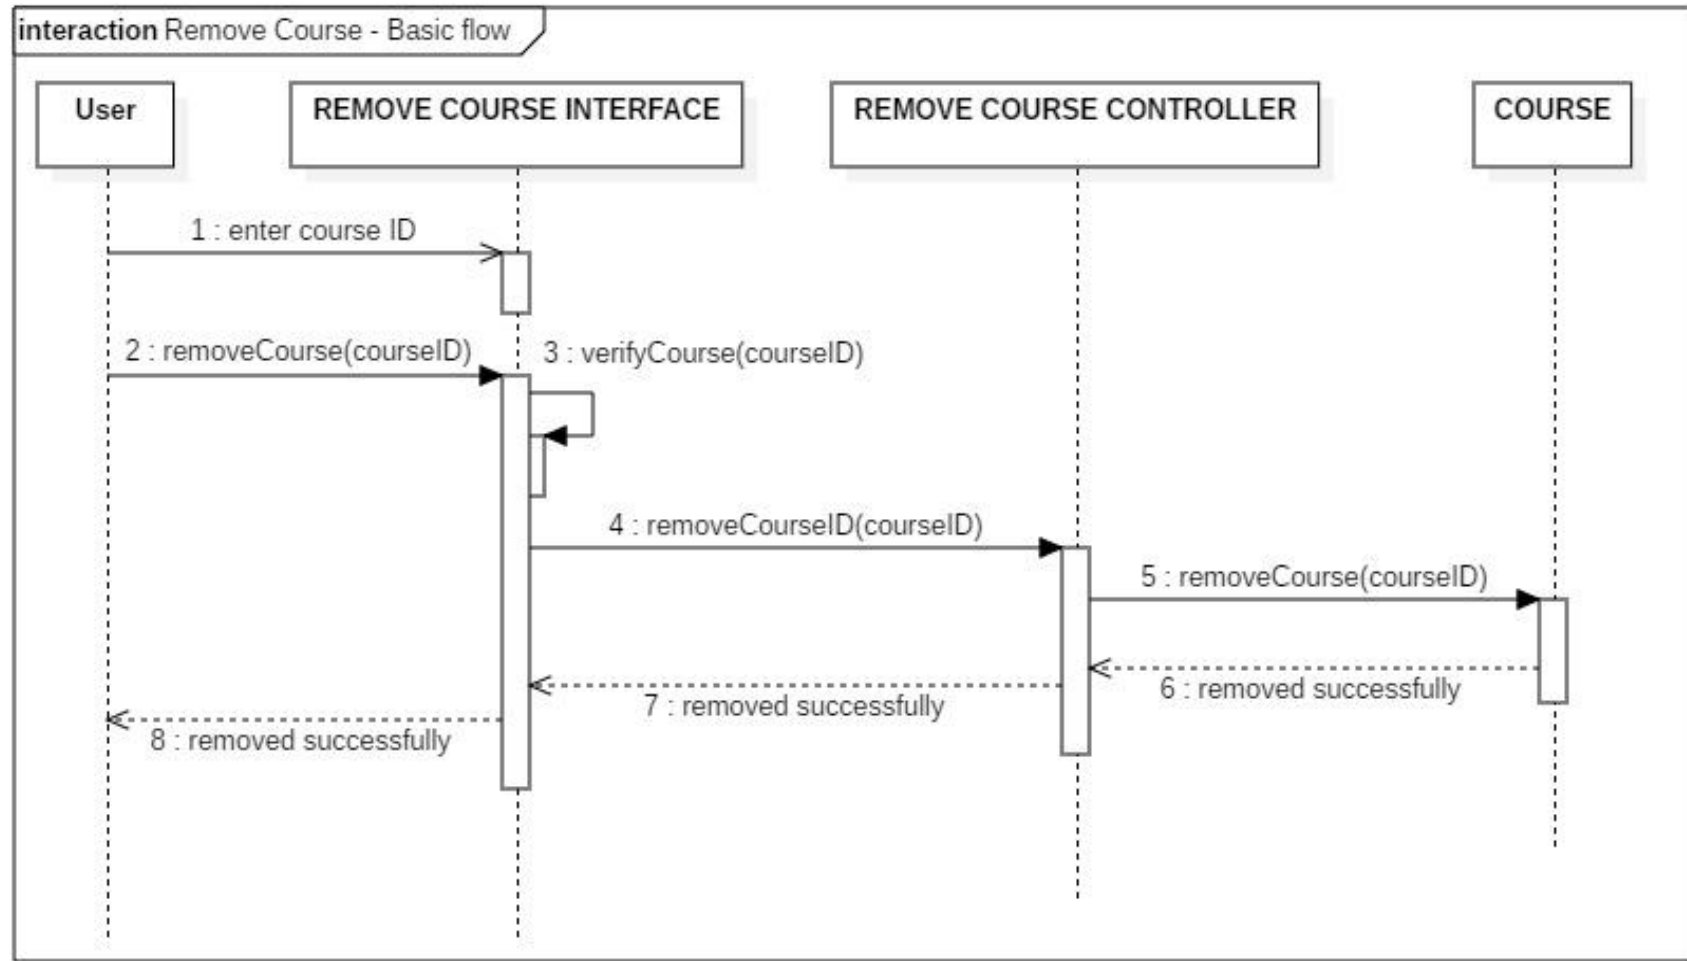 interaction Remove Course - Basic flow
User
REMOVE COURSE INTERFACE
REMOVE COURSE CONTROLLER
COURSE
1 : enter course ID
2 : removeCourse(courseID)
3 : verifyCourse(courseID)
4 : removeCourseID(courseID)
5 : removeCourse(courseID)
6 : removed successfully
7 : removed successfully
8 : removed successfully